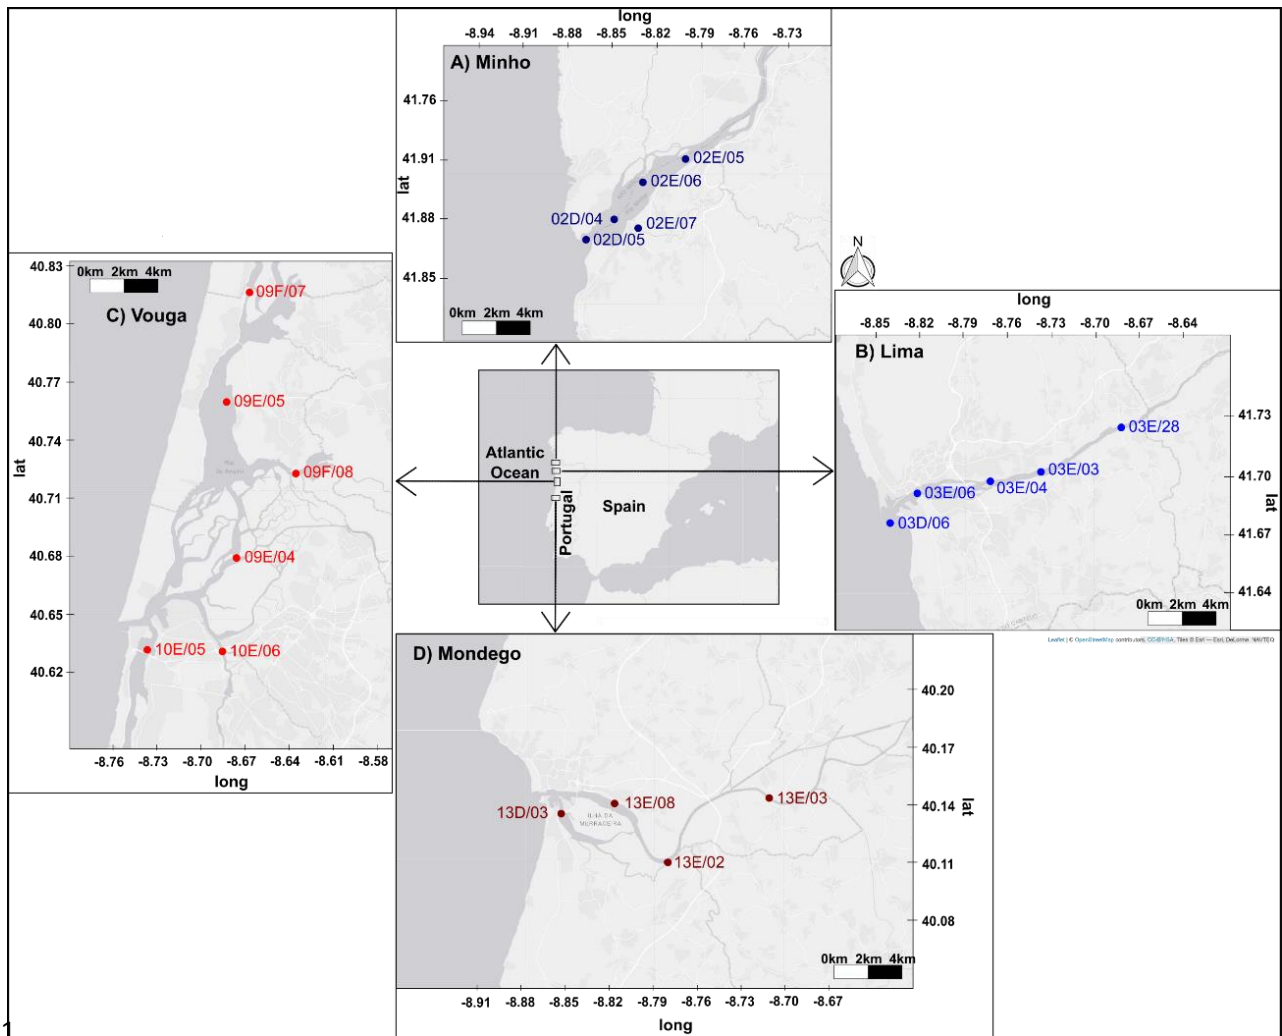 long
-8.94 -8.91 -8.88 -8.85 -8.82 -8.79 -8.76 -8.73
A) Minho
41.76
41.91
41.88
41.85
lat
02E/05
02E/06
02D/04
02E/07
02D/05
0km 2km 4km
40.83
40.80
40.77
40.74
40.71
40.68
40.65
40.62
lat
0km 2km 4km
C) Vouga
09F/07
09E/05
09F/08
09E/04
10E/05
10E/06
-8.76 -8.73 -8.70 -8.67 -8.64 -8.61 -8.58
long
N
long
-8.85 -8.82 -8.79 -8.76 -8.73 -8.70 -8.67 -8.64
B) Lima
41.73
41.70
41.67
41.64
lat
03E/28
03E/03
03E/04
03E/06
03D/06
0km 2km 4km
Leaflet | © OpenStreetMap contributors, CC-BY-SA, Tiles © Esri — Esri, DeLorme, NAVTEQ
Atlantic
Ocean
Portugal
Spain
D) Mondego
40.20
40.17
40.14
40.11
40.08
lat
13D/03
13E/08
13E/03
ILHA DA
MURRACEIRA
13E/02
0km 2km 4km
-8.91 -8.88 -8.85 -8.82 -8.78 -8.76 -8.73 -8.70 -8.67
long
1